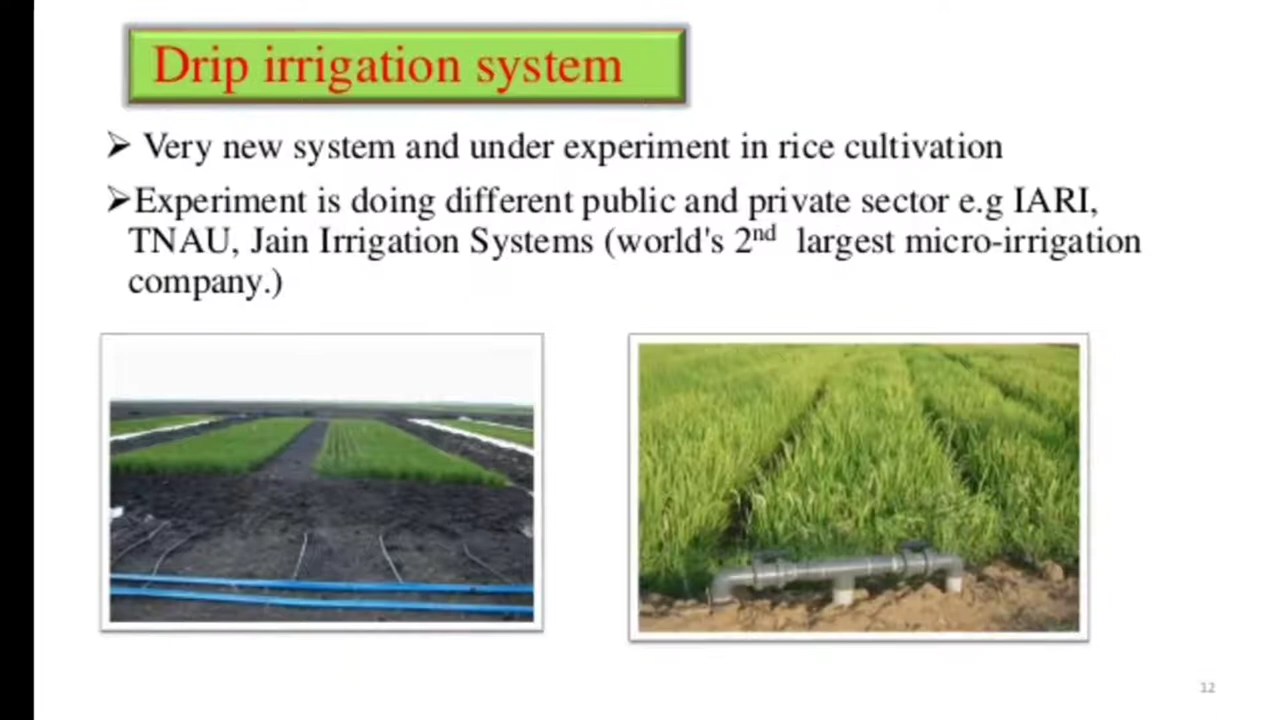 Drip irrigation system
➢ Very new system and under experiment in rice cultivation
➢Experiment is doing different public and private sector e.g IARI,
TNAU, Jain Irrigation Systems (world's 2nd largest micro-irrigation
company.)
12